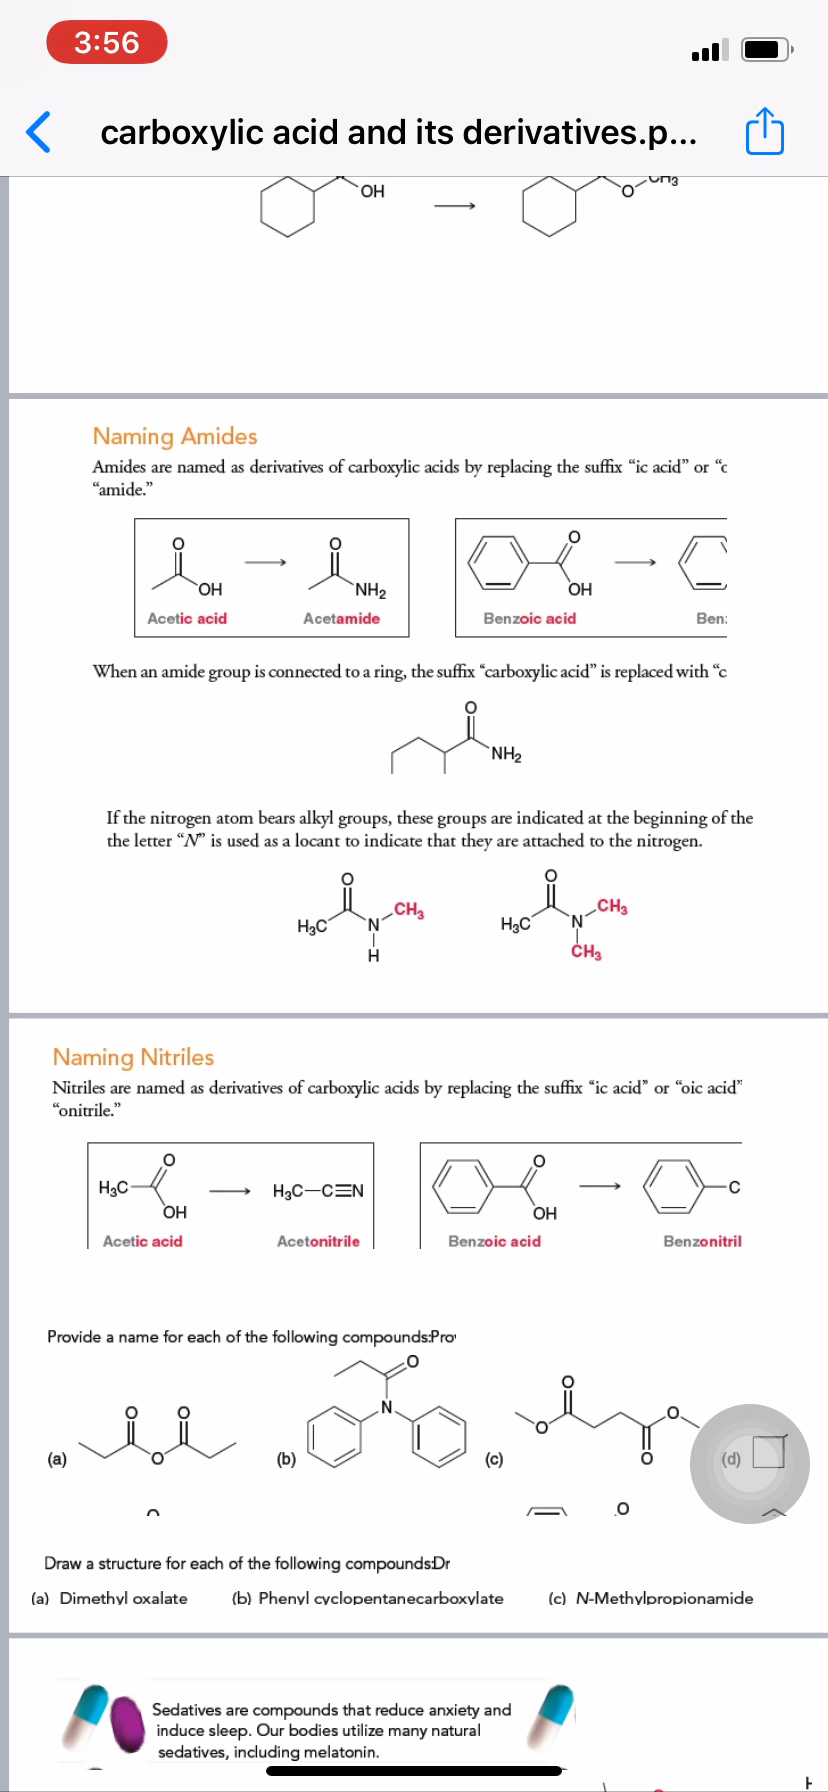 3:56
carboxylic acid and its derivatives.p...
OH
O
CH3
Naming Amides
Amides are named as derivatives of carboxylic acids by replacing the suffix “ic acid” or “
“amide.”
O
OH
O
NH2
O
OH
Acetic acid
Acetamide
Benzoic acid
When an amide group is connected to a ring, the suffix “carboxylic acid” is replaced with “c
O
NH2
If the nitrogen atom bears alkyl groups, these groups are indicated at the beginning of the
the letter “N” is used as a locant to indicate that they are attached to the nitrogen.
O
H3C
N
CH3
H
O
H3C
N
CH3
CH3
Naming Nitriles
Nitriles are named as derivatives of carboxylic acids by replacing the suffix “ic acid” or “oic acid”
“onitrile.”
H3C
O
OH
H3C—C≡N
O
OH
C
Acetic acid
Acetonitrile
Benzoic acid
Benzonitril
Provide a name for each of the following compounds:Pro
(a)
O
O
O
(b)
O
N
(c)
O
O
O
O
(d)
O
Draw a structure for each of the following compounds:Dr
(a) Dimethyl oxalate
(b) Phenyl cyclopentanecarboxylate
(c) N-Methylpropionamide
Sedatives are compounds that reduce anxiety and
induce sleep. Our bodies utilize many natural
sedatives, including melatonin.